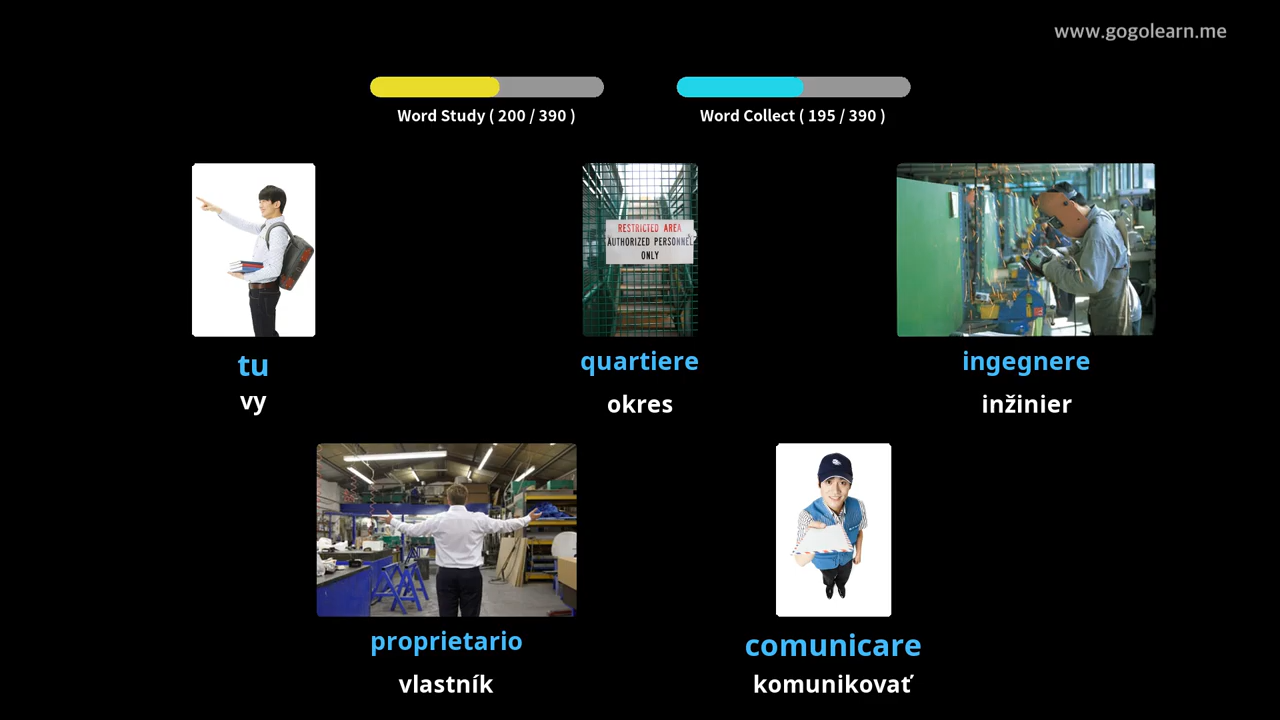 www.gogolearn.me
Word Study ( 200 / 390 )
Word Collect ( 195 / 390 )
RESTRICTED AREA
AUTHORIZED PERSONNEL
ONLY
tu
vy
quartiere
okres
ingegnere
inžinier
proprietario
vlastník
comunicare
komunikovať